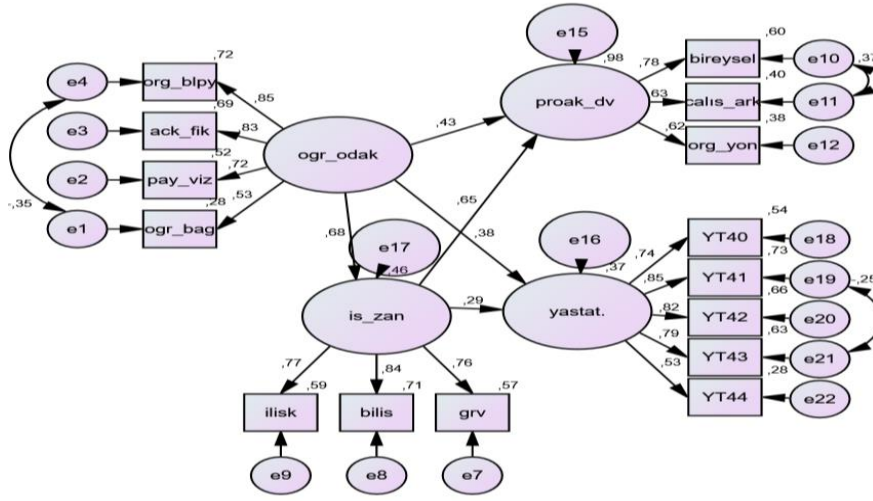 e15
,98
,60
,72
,78
bireysel
e10
,37
e4
org_blpy
,85
,40
proak_dv
,63
calıs_ark
e11
,69
e3
ack_fik
,83
,43
,38
,62
org_yon
e12
,52
ogr_odak
e2
pay_viz
,72
,53
,65
-,35
,28
e1
ogr_bag
,54
,68
e17
,38
e16
,74
YT40
e18
,73
,46
,37
,85
YT41
e19
-,25
,66
is_zan
,29
yastat.
,82
YT42
e20
,63
,79
YT43
e21
,77
,84
,76
,53
,28
,59
,71
,57
YT44
e22
ilisk
bilis
grv
e9
e8
e7